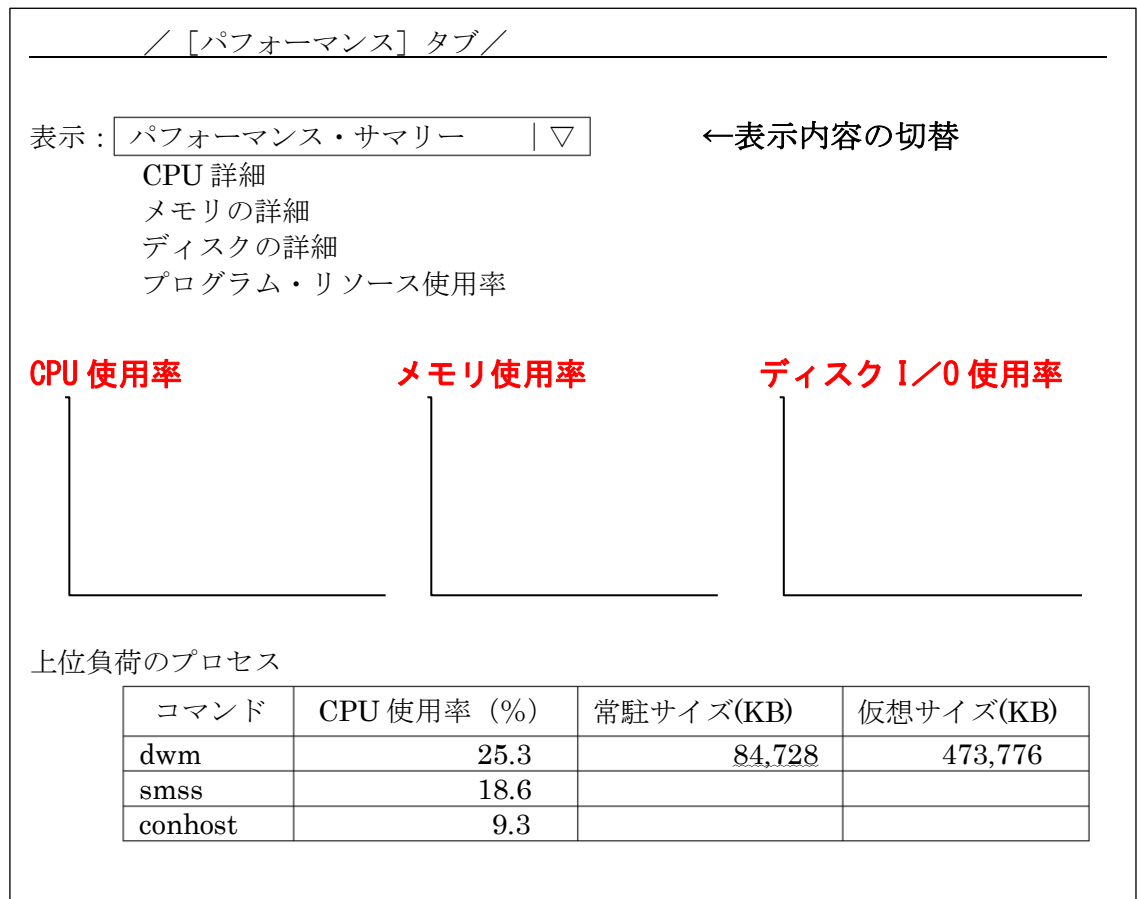 ／［パフォーマンス］タブ／
表示：パフォーマンス・サマリー ｜▽ ←表示内容の切替
CPU 詳細
メモリの詳細
ディスクの詳細
プログラム・リソース使用率
CPU 使用率 メモリ使用率 ディスク I／O 使用率
上位負荷のプロセス
コマンド CPU 使用率（％） 常駐サイズ(KB) 仮想サイズ(KB)
dwm 25.3 84,728 473,776
smss 18.6
conhost 9.3